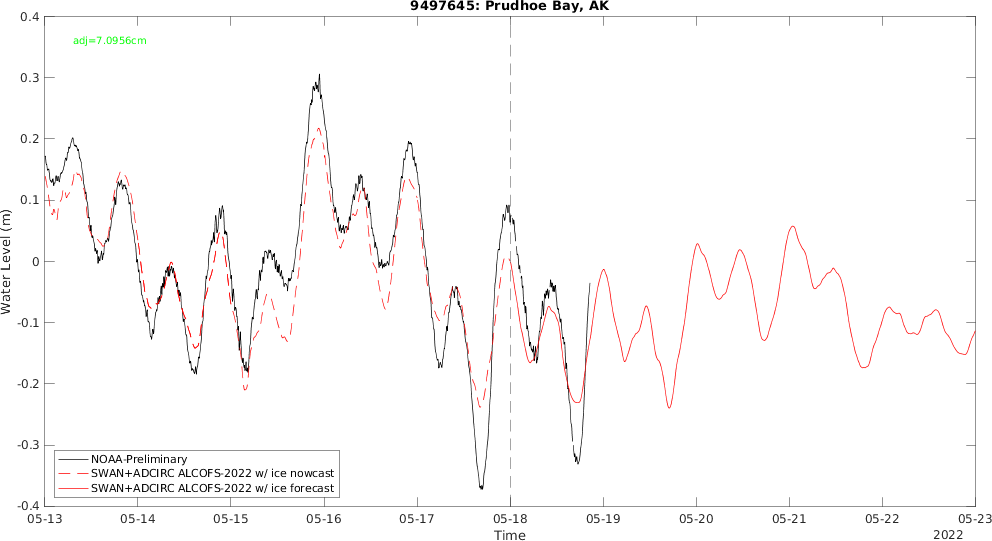 9497645: Prudhoe Bay, AK
adj=7.0956cm
0.4
0.3
0.2
0.1
0
-0.1
-0.2
-0.3
-0.4
Water Level (m)
NOAA-Preliminary
SWAN+ADCIRC ALCOFS-2022 w/ ice nowcast
SWAN+ADCIRC ALCOFS-2022 w/ ice forecast
05-13 05-14 05-15 05-16 05-17 05-18 05-19 05-20 05-21 05-22 05-23
Time
2022